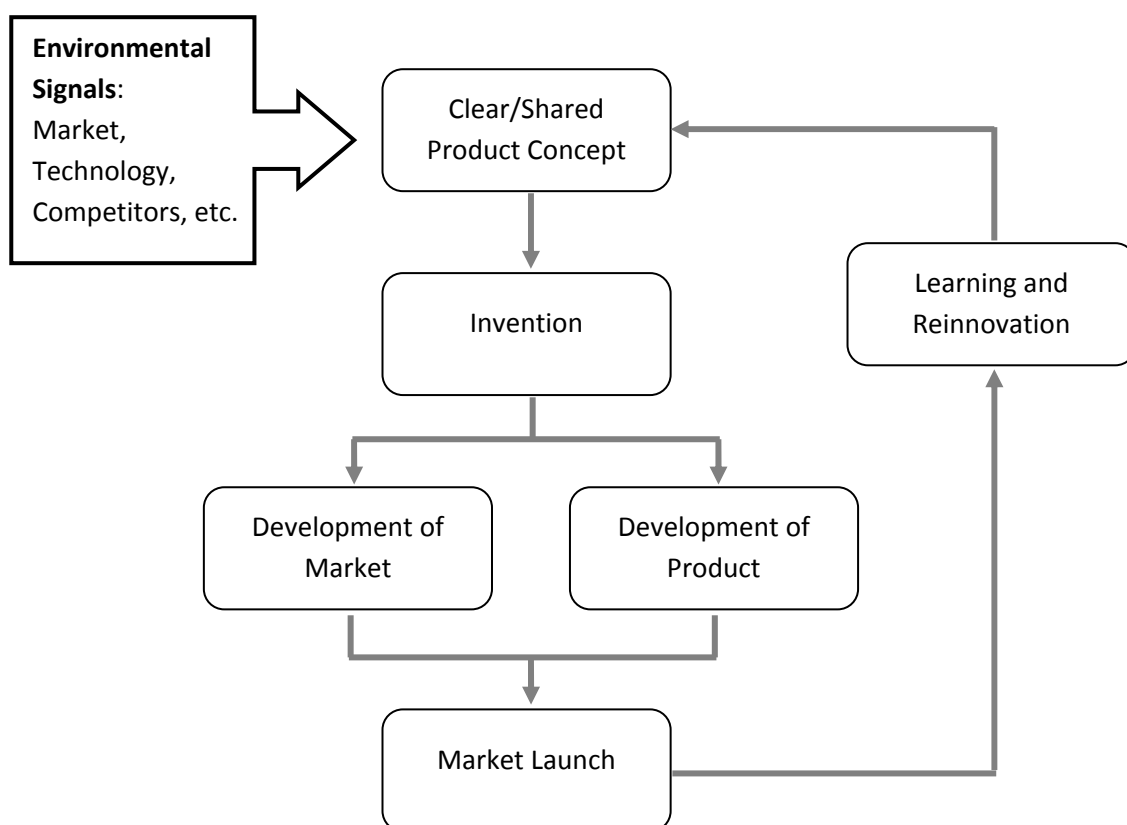 Environmental
Signals:
Market,
Technology,
Competitors, etc.
Clear/Shared
Product Concept
Learning and
Reinnovation
Invention
Development of
Market
Development of
Product
Market Launch